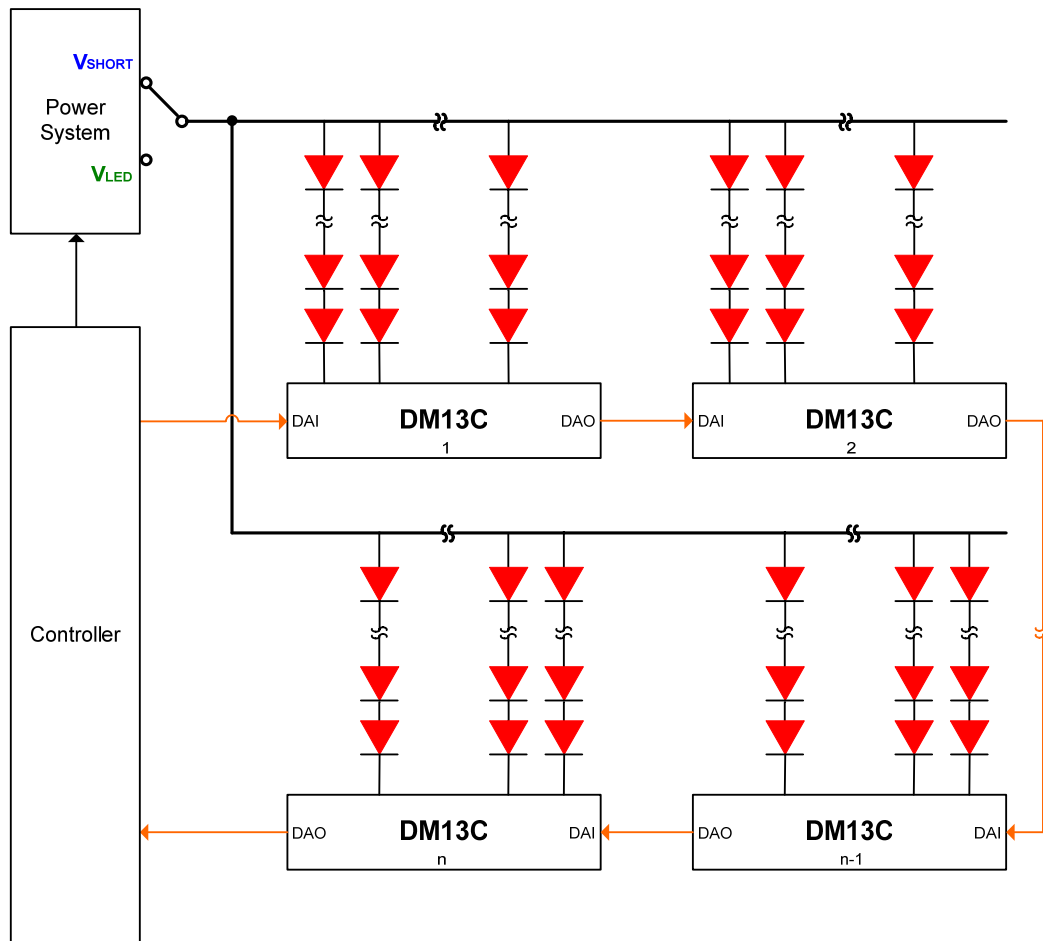 VSHORT
Power
System
VLED
DAI
DM13C
DAO
1
DAI
DM13C
DAO
2
Controller
DAO
DM13C
DAI
n
DAO
DM13C
DAI
n-1